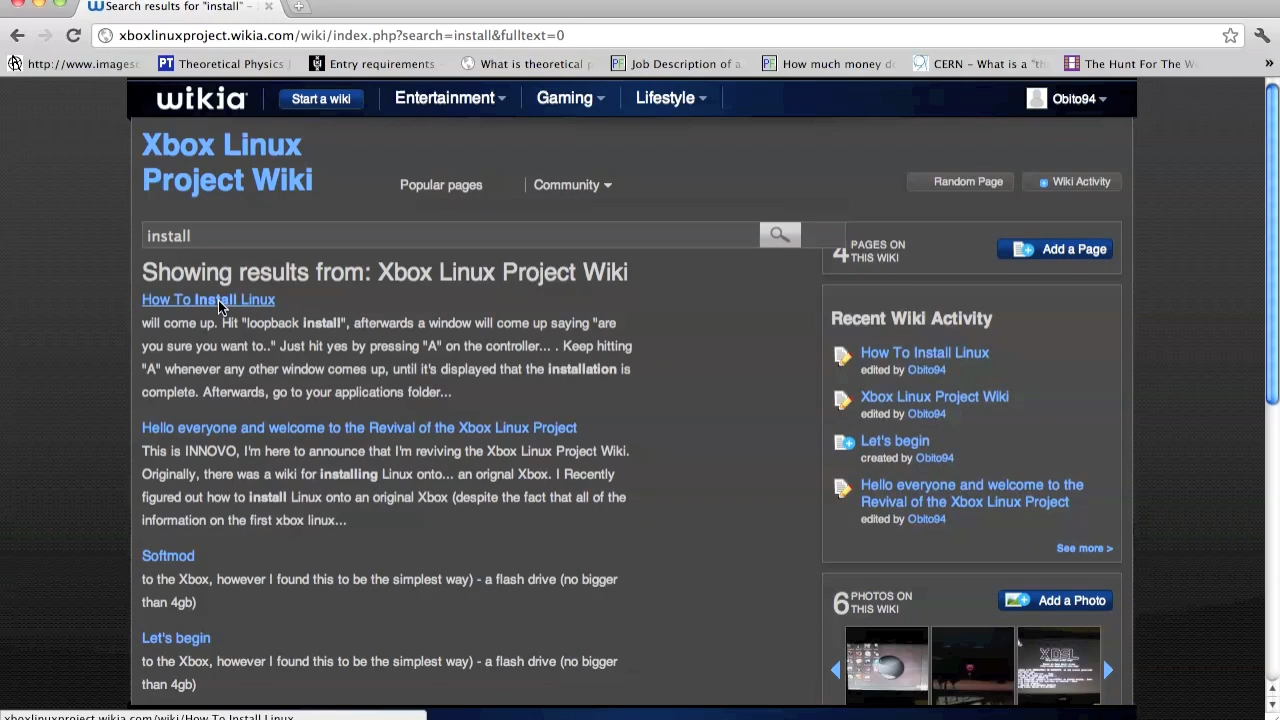 Search results for "install" –
xboxlinuxproject.wikia.com/wiki/index.php?search=install&fulltext=0
http://www.images PT Theoretical Physics Entry requirements What is theoretical p PF Job Description of a PF How much money do CERN - What is a "th The Hunt For The W »
wikia Start a wiki Entertainment Gaming Lifestyle Obito94
Xbox Linux
Project Wiki
Popular pages Community Random Page Wiki Activity
install
4 PAGES ON
THIS WIKI
Add a Page
Showing results from: Xbox Linux Project Wiki
How To Install Linux
will come up. Hit "loopback install", afterwards a window will come up saying "are
you sure you want to.." Just hit yes by pressing "A" on the controller... . Keep hitting
"A" whenever any other window comes up, until it's displayed that the installation is
complete. Afterwards, go to your applications folder...
Hello everyone and welcome to the Revival of the Xbox Linux Project
This is INNOVO, I'm here to announce that I'm reviving the Xbox Linux Project Wiki.
Originally, there was a wiki for installing Linux onto... an orignal Xbox. I Recently
figured out how to install Linux onto an original Xbox (despite the fact that all of the
information on the first xbox linux...
Softmod
to the Xbox, however I found this to be the simplest way) - a flash drive (no bigger
than 4gb)
Let's begin
to the Xbox, however I found this to be the simplest way) - a flash drive (no bigger
than 4gb)
Recent Wiki Activity
How To Install Linux
edited by Obito94
Xbox Linux Project Wiki
edited by Obito94
Let's begin
created by Obito94
Hello everyone and welcome to the
Revival of the Xbox Linux Project
edited by Obito94
See more >
6 PHOTOS ON
THIS WIKI
Add a Photo
XDSL
xboxlinuxproject.wikia.com/wiki/How To Install Linux